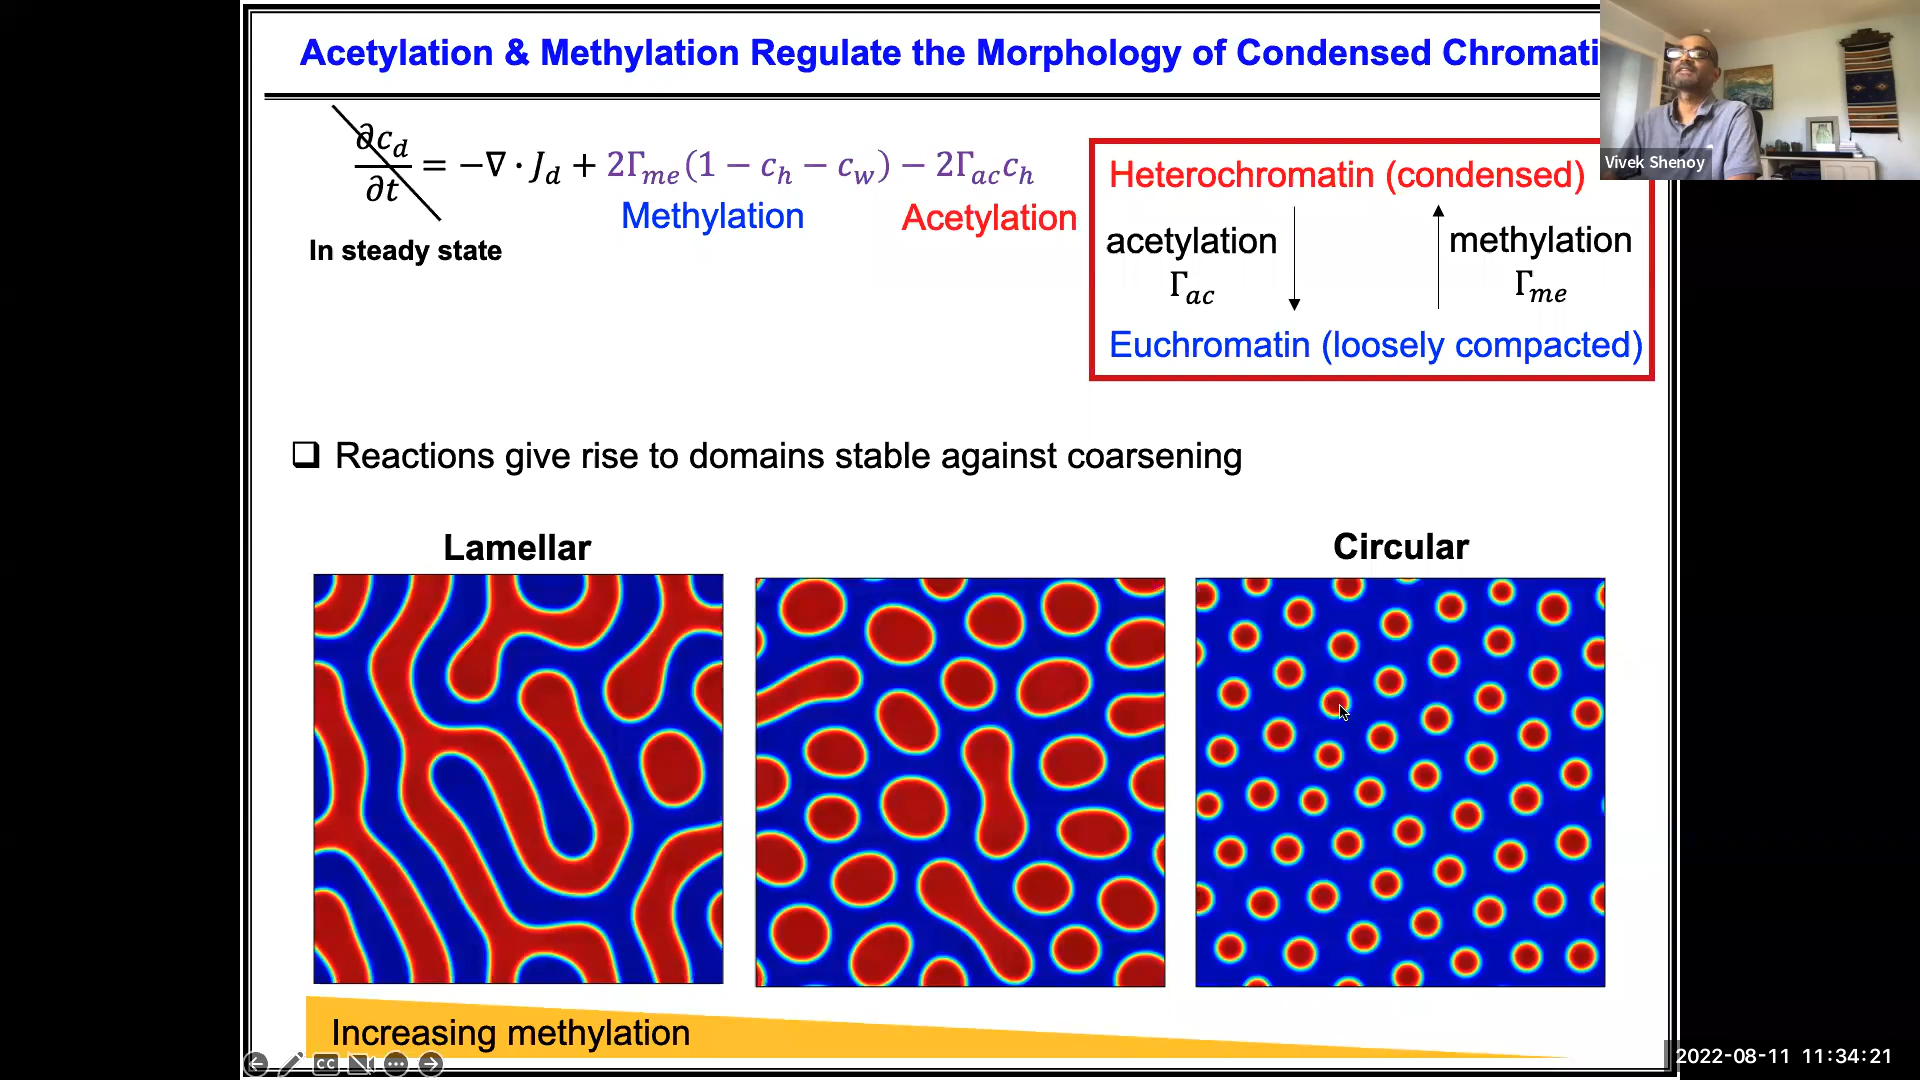 Acetylation & Methylation Regulate the Morphology of Condensed Chromati
∂c_d/∂t = −∇ · J_d + 2Γ_me(1 − c_h − c_w) − 2Γ_ac c_h
Methylation
Acetylation
In steady state
Heterochromatin (condensed)
acetylation
Γ_ac
methylation
Γ_me
Euchromatin (loosely compacted)
Vivek Shenoy
❑ Reactions give rise to domains stable against coarsening
Lamellar
Circular
Increasing methylation
CC
2022-08-11 11:34:21